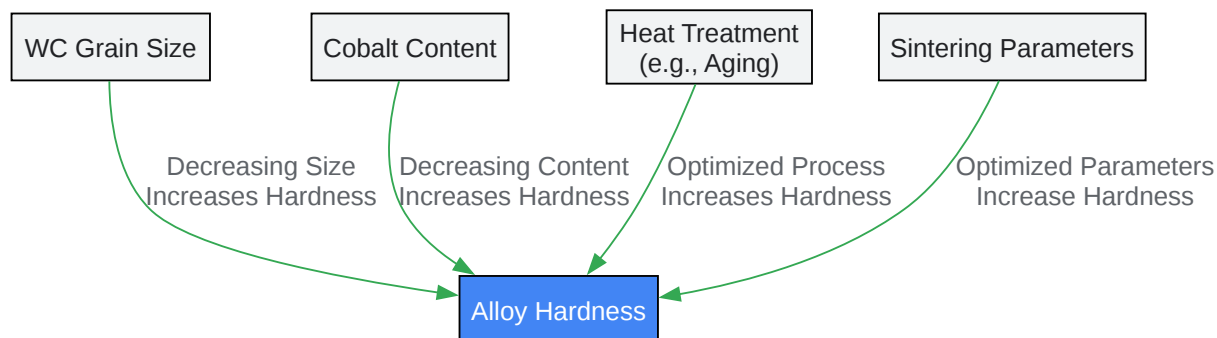 WC Grain Size
Cobalt Content
Heat Treatment
(e.g., Aging)
Sintering Parameters
Decreasing Size
Increases Hardness
Decreasing Content
Increases Hardness
Optimized Process
Increases Hardness
Optimized Parameters
Increase Hardness
Alloy Hardness